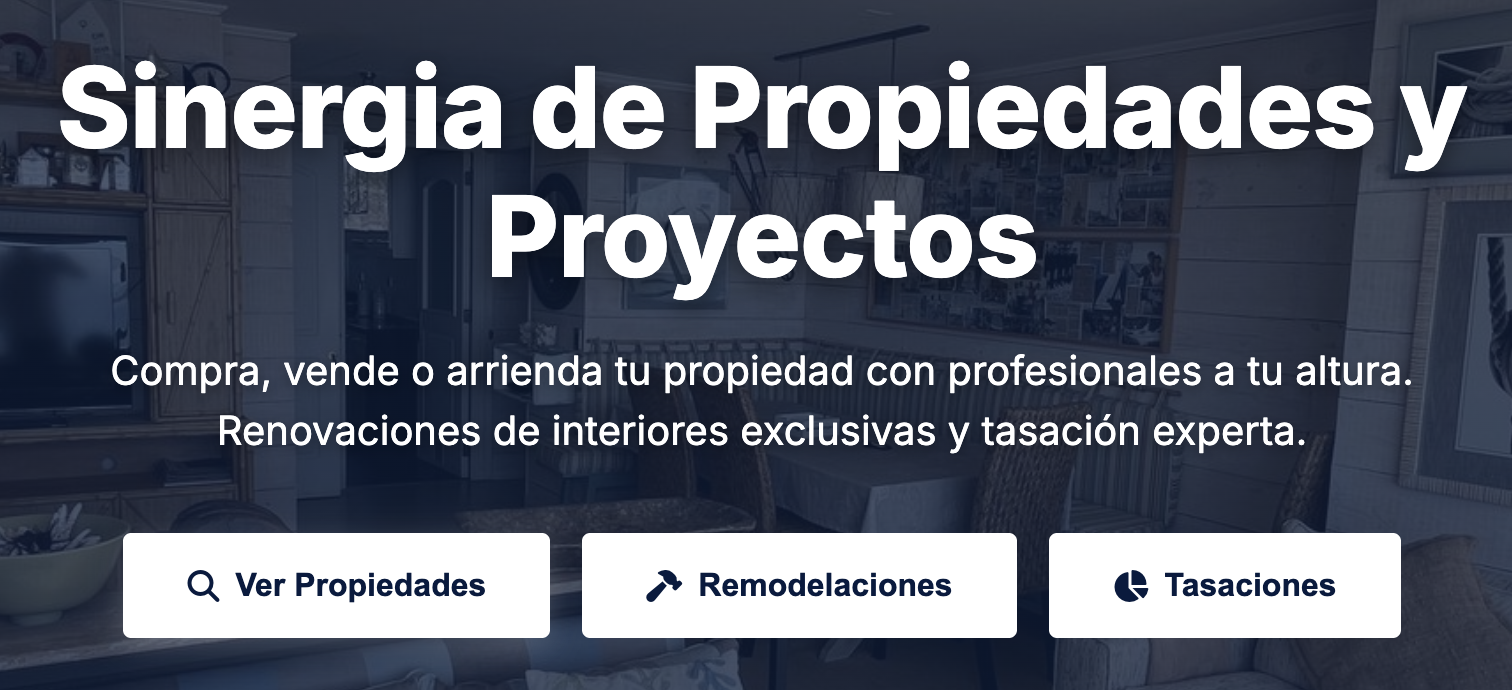 Sinergia de Propiedades y
Proyectos
Compra, vende o arrienda tu propiedad con profesionales a tu altura.
Renovaciones de interiores exclusivas y tasación experta.
Ver Propiedades
Remodelaciones
Tasaciones